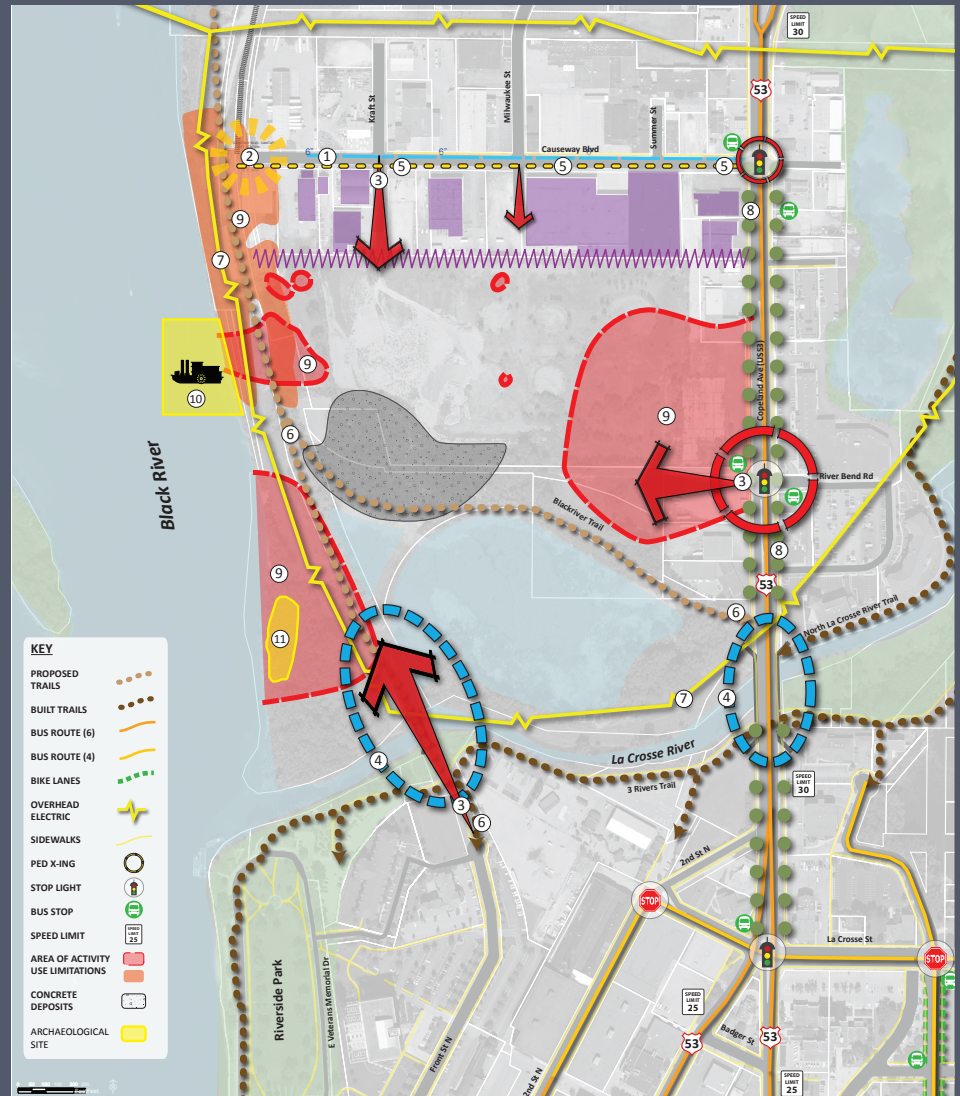 SPEED
LIMIT
30
53
Kraft St
Milwaukee St
Summer St
Causeway Blvd
2
1
5
5
5
3
9
8
7
9
10
6
Black River
Copeland Ave (US53)
9
3
River Bend Rd
Blackriver Trail
8
53
9
6
North La Crosse River Trail
11
7
4
4
La Crosse River
3 Rivers Trail
SPEED
LIMIT
30
3
6
2nd St N
STOP
La Crosse St
STOP
Riverside Park
E Veterans Memorial Dr
Front St N
2nd St N
SPEED
LIMIT
25
Badger St
53
53
SPEED
LIMIT
25
KEY
PROPOSED
TRAILS
BUILT TRAILS
BUS ROUTE (6)
BUS ROUTE (4)
BIKE LANES
OVERHEAD
ELECTRIC
SIDEWALKS
PED X-ING
STOP LIGHT
BUS STOP
SPEED LIMIT
SPEED
LIMIT
25
AREA OF ACTIVITY
USE LIMITATIONS
CONCRETE
DEPOSITS
ARCHAEOLOGICAL
SITE